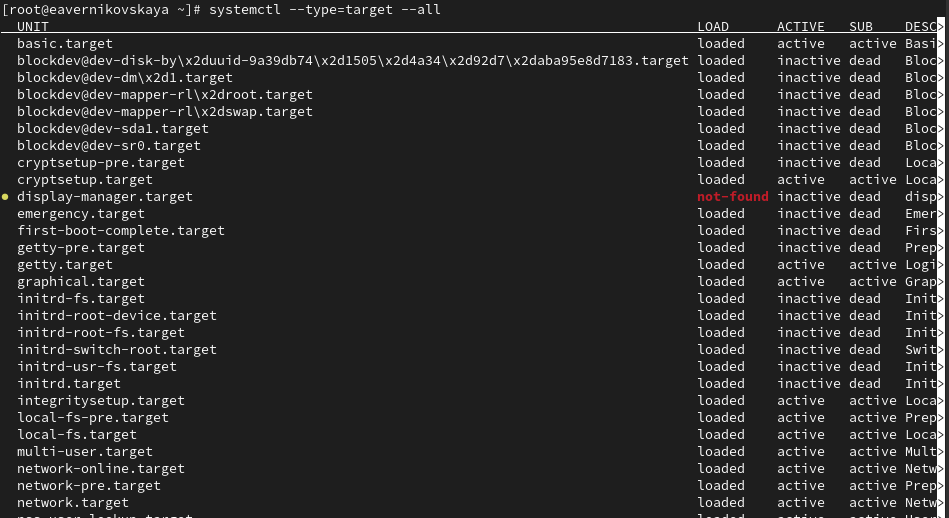 [root@eavernikovskaya ~]# systemctl --type=target --all
UNIT LOAD ACTIVE SUB DESC>
basic.target loaded active active Basi>
blockdev@dev-disk-by\x2duuid-9a39db74\x2d1505\x2d4a34\x2d92d7\x2daba95e8d7183.target loaded inactive dead Bloc>
blockdev@dev-dm\x2d1.target loaded inactive dead Bloc>
blockdev@dev-mapper-rl\x2droot.target loaded inactive dead Bloc>
blockdev@dev-mapper-rl\x2dswap.target loaded inactive dead Bloc>
blockdev@dev-sda1.target loaded inactive dead Bloc>
blockdev@dev-sr0.target loaded inactive dead Bloc>
cryptsetup-pre.target loaded inactive dead Loca>
cryptsetup.target loaded active active Loca>
● display-manager.target not-found inactive dead disp>
emergency.target loaded inactive dead Emer>
first-boot-complete.target loaded inactive dead Firs>
getty-pre.target loaded inactive dead Prep>
getty.target loaded active active Logi>
graphical.target loaded active active Grap>
initrd-fs.target loaded inactive dead Init>
initrd-root-device.target loaded inactive dead Init>
initrd-root-fs.target loaded inactive dead Init>
initrd-switch-root.target loaded inactive dead Swit>
initrd-usr-fs.target loaded inactive dead Init>
initrd.target loaded inactive dead Init>
integritysetup.target loaded active active Loca>
local-fs-pre.target loaded active active Prep>
local-fs.target loaded active active Loca>
multi-user.target loaded active active Mult>
network-online.target loaded active active Netw>
network-pre.target loaded active active Prep>
network.target loaded active active Netw>